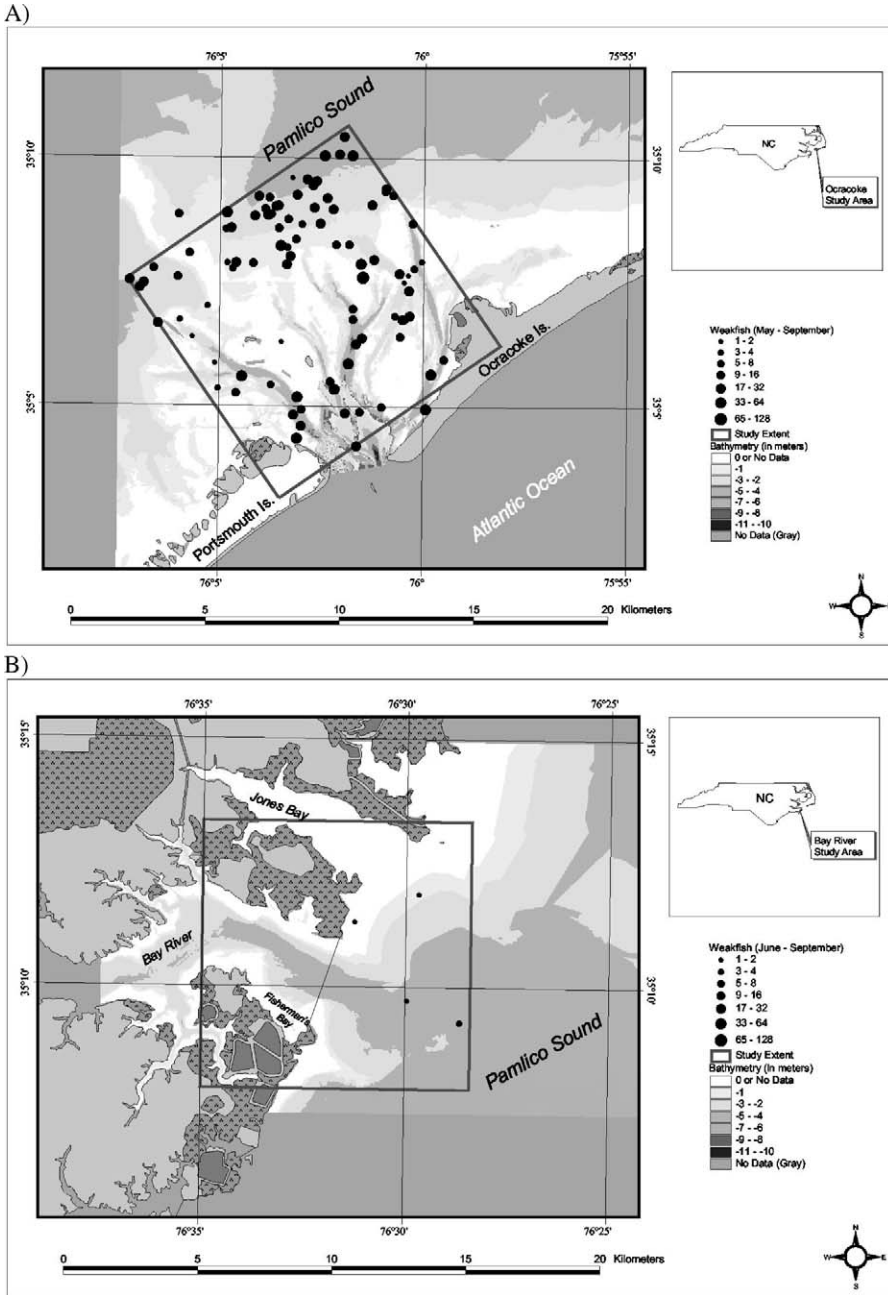 A)
76°5'
76°
75°55'
Pamlico Sound
35°10'
35°10'
NC
Ocracoke
Study Area
Ocracoke Is.
35°5'
35°5'
Portsmouth Is.
Atlantic Ocean
76°5'
76°
75°55'
0
5
10
15
20 Kilometers
Weakfish (May - September)
1 - 2
3 - 4
5 - 8
9 - 16
17 - 32
33 - 64
65 - 128
Study Extent
Bathymetry (in meters)
0 or No Data
-1
-3 - -2
-5 - -4
-7 - -6
-9 - -8
-11 - -10
No Data (Gray)
N
W
E
S
B)
76°35'
76°30'
76°25'
35°15'
35°15'
Jones Bay
NC
Bay River
Study Area
Bay River
35°10'
35°10'
Fisherman's
Bay
Pamlico Sound
76°35'
76°30'
76°25'
0
5
10
15
20 Kilometers
Weakfish (June - September)
1 - 2
3 - 4
5 - 8
9 - 16
17 - 32
33 - 64
65 - 128
Study Extent
Bathymetry (In meters)
0 or No Data
-1
-3 - -2
-5 - -4
-7 - -6
-9 - -8
-11 - -10
No Data (Gray)
N
W
E
S